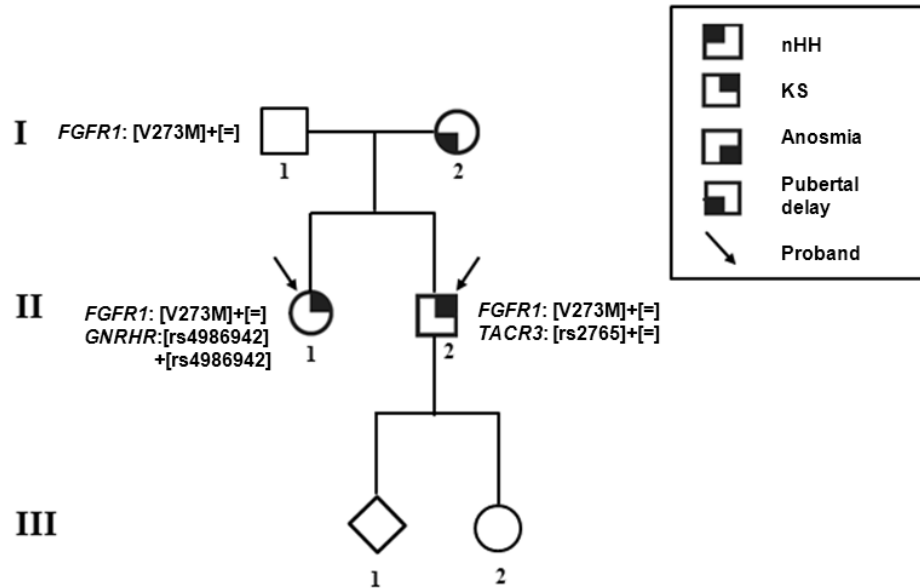 nHH
KS
Anosmia
Pubertal
delay
Proband
I
FGFR1: [V273M]+[=]
1
2
II
FGFR1: [V273M]+[=]
GNRHR:[rs4986942]
+[rs4986942]
1
FGFR1: [V273M]+[=]
TACR3: [rs2765]+[=]
2
III
1
2